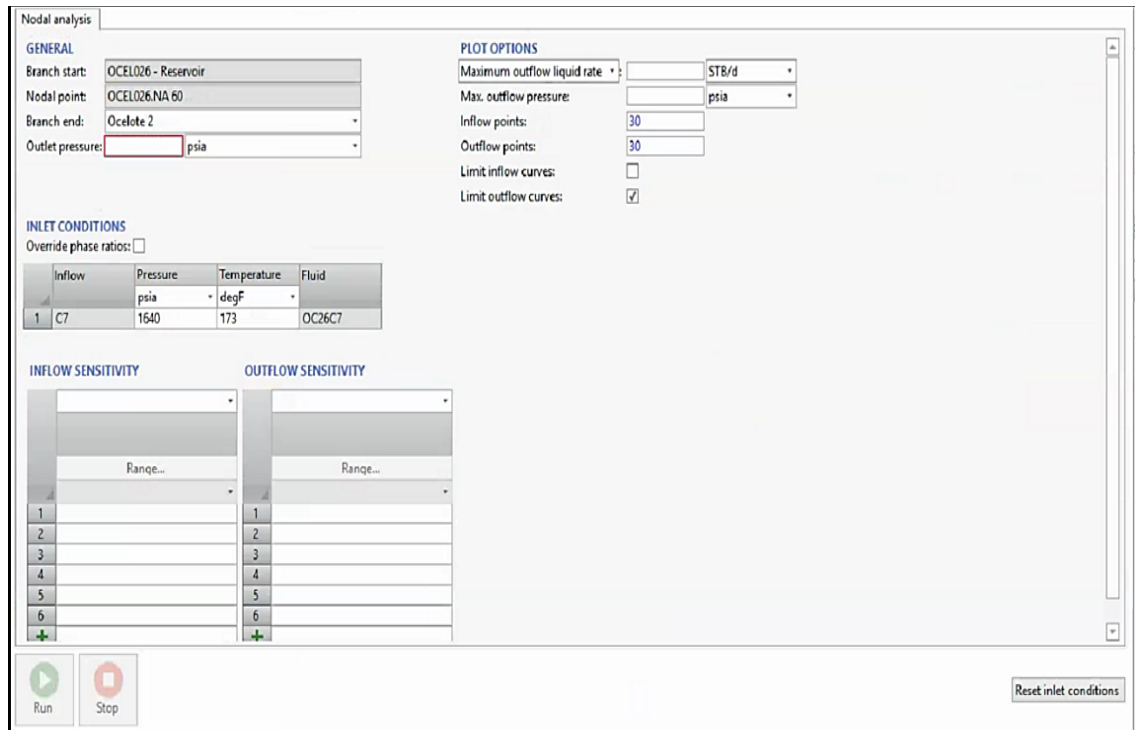 Nodal analysis
GENERAL
Branch start: OCEL026 - Reservoir
Nodal point: OCEL026.NA 60
Branch end: Ocelote 2
Outlet pressure: psia
PLOT OPTIONS
Maximum outflow liquid rate : STB/d
Max. outflow pressure: psia
Inflow points: 30
Outflow points: 30
Limit inflow curves:
Limit outflow curves:
INLET CONDITIONS
Override phase ratios:
Inflow Pressure Temperature Fluid
psia degF
1 C7 1640 173 OC26C7
INFLOW SENSITIVITY
Range...
1
2
3
4
5
6
OUTFLOW SENSITIVITY
Range...
1
2
3
4
5
6
Run
Stop
Reset inlet conditions